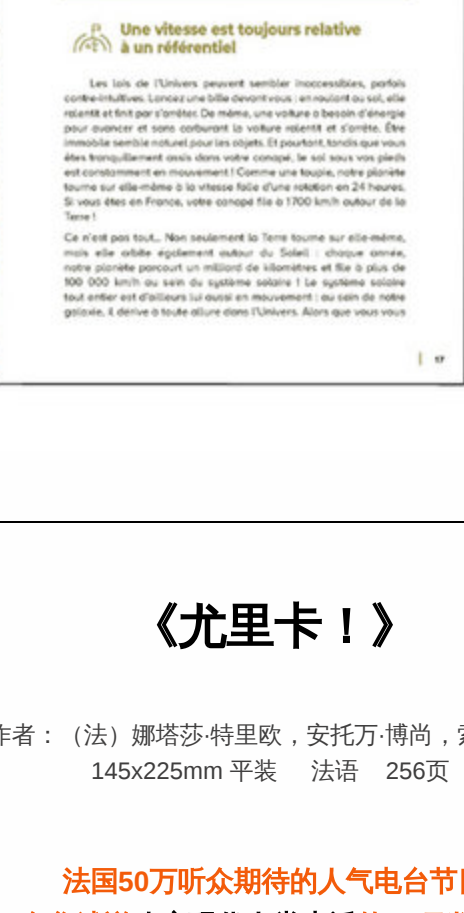 Une vitesse est toujours relative
à un référentiel
Les lois de l'Univers peuvent sembler inaccessibles, parfois
contre-intuitives. Lancez une bille devant vous : en roulant au sol, elle
ralentit et finit par s'arrêter. De même, une voiture a besoin d'énergie
pour avancer et sans carburant la voiture ralentit et s'arrête. Être
immobile semble naturel pour les objets. Et pourtant, tandis que vous
êtes tranquillement assis dans votre canapé, le sol sous vos pieds
est constamment en mouvement ! Comme une toupie, notre planète
tourne sur elle-même à la vitesse folle d'une rotation en 24 heures.
Si vous êtes en France, votre canapé file à 1700 km/h autour de la
Terre !
Ce n'est pas tout... Non seulement la Terre tourne sur elle-même,
mais elle orbite également autour du Soleil : chaque année,
notre planète parcourt un milliard de kilomètres et file à plus de
100 000 km/h au sein du système solaire ! Le système solaire
tout entier est d'ailleurs lui aussi en mouvement : au sein de notre
galaxie, il dérive à toute allure dans l'Univers. Alors que vous vous
17
《尤里卡！》
作者：（法）娜塔莎·特里欧，安托万·博尚，
145x225mm 平装 法语 256页
法国50万听众期待的人气电台节